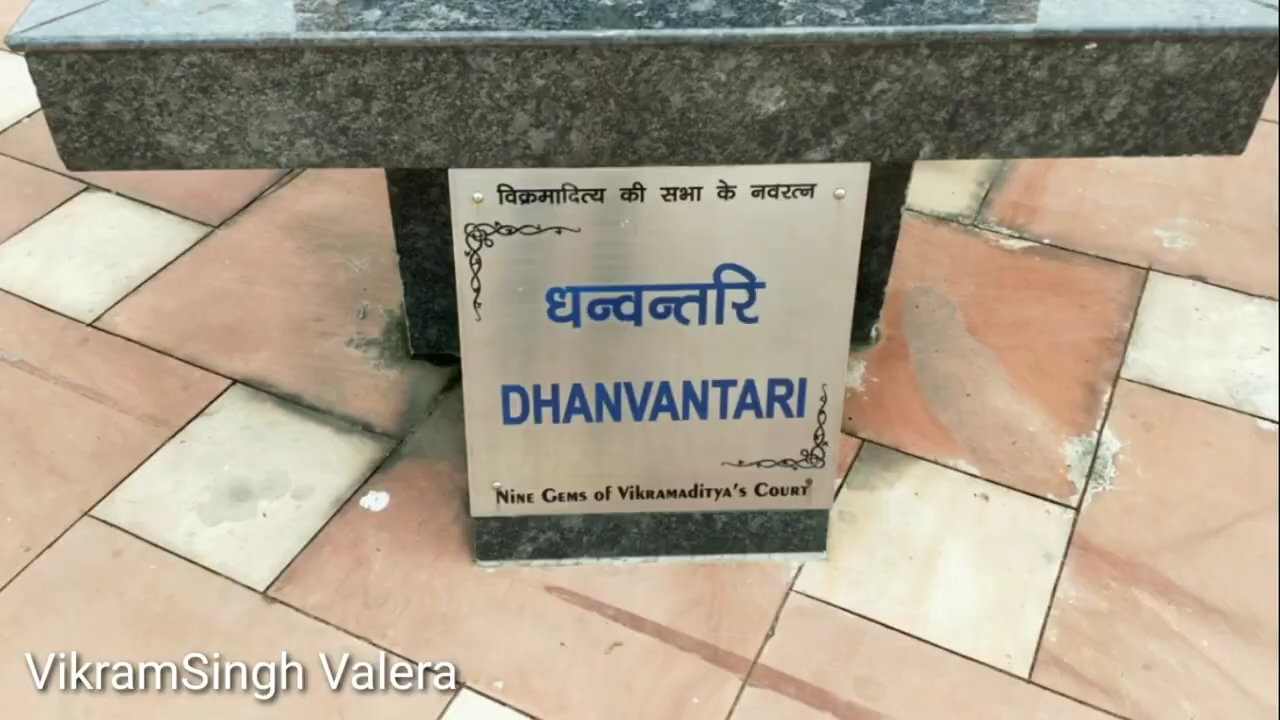 विक्रमादित्य की सभा के नवरत्न
धन्वन्तरि
DHANVANTARI
Nine Gems of Vikramaditya's Court
VikramSingh Valera